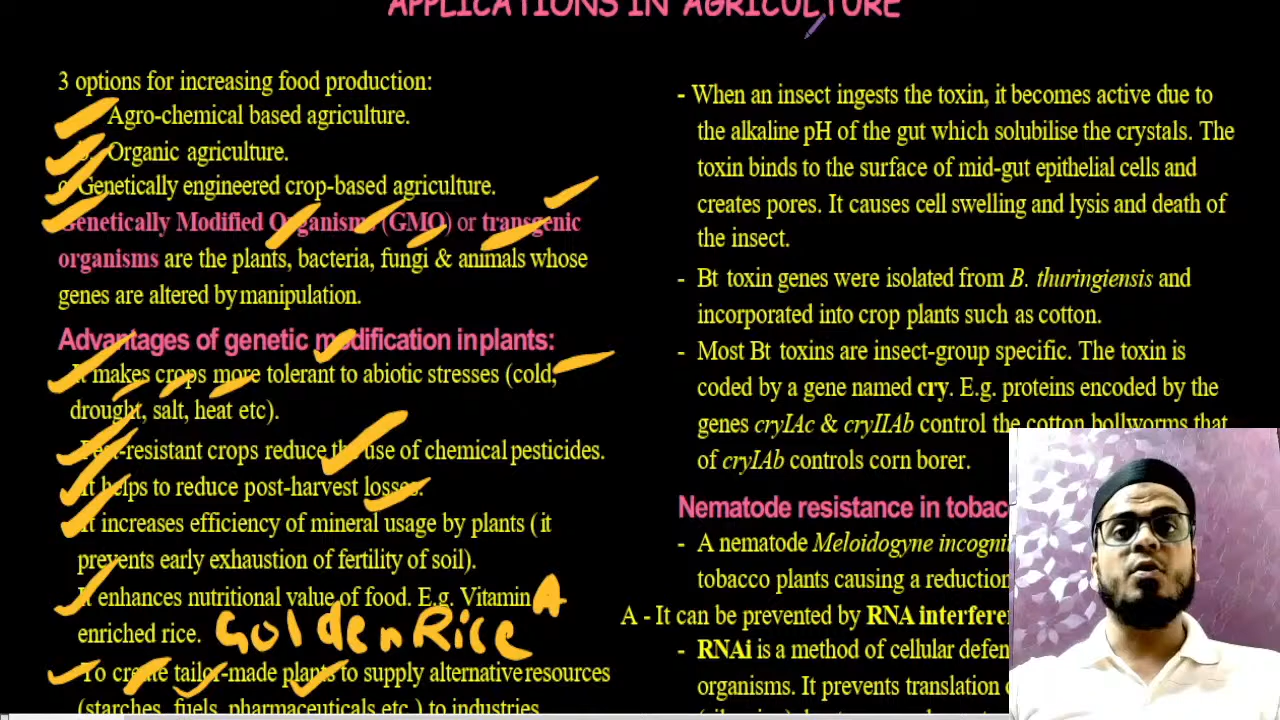 APPLICATIONS IN AGRICULTURE
3 options for increasing food production:
Agro-chemical based agriculture.
b. Organic agriculture.
c. Genetically engineered crop-based agriculture.
Genetically Modified Organisms (GMO) or transgenic
organisms are the plants, bacteria, fungi & animals whose
genes are altered by manipulation.
Advantages of genetic modification in plants:
It makes crops more tolerant to abiotic stresses (cold,
drought, salt, heat etc).
Pest-resistant crops reduce the use of chemical pesticides.
It helps to reduce post-harvest losses.
It increases efficiency of mineral usage by plants (it
prevents early exhaustion of fertility of soil).
It enhances nutritional value of food. E.g. Vitamin A
enriched rice. Golden Rice
To create tailor-made plants to supply alternative resources
(starches, fuels, pharmaceuticals etc.) to industries
- When an insect ingests the toxin, it becomes active due to
the alkaline pH of the gut which solubilise the crystals. The
toxin binds to the surface of mid-gut epithelial cells and
creates pores. It causes cell swelling and lysis and death of
the insect.
- Bt toxin genes were isolated from B. thuringiensis and
incorporated into crop plants such as cotton.
- Most Bt toxins are insect-group specific. The toxin is
coded by a gene named cry. E.g. proteins encoded by the
genes cryIAc & cryIIAb control the cotton bollworms that
of cryIAb controls corn borer.
Nematode resistance in tobac
- A nematode Meloidogyne incogni
tobacco plants causing a reduction
A - It can be prevented by RNA interfere
- RNAi is a method of cellular defen
organisms. It prevents translation